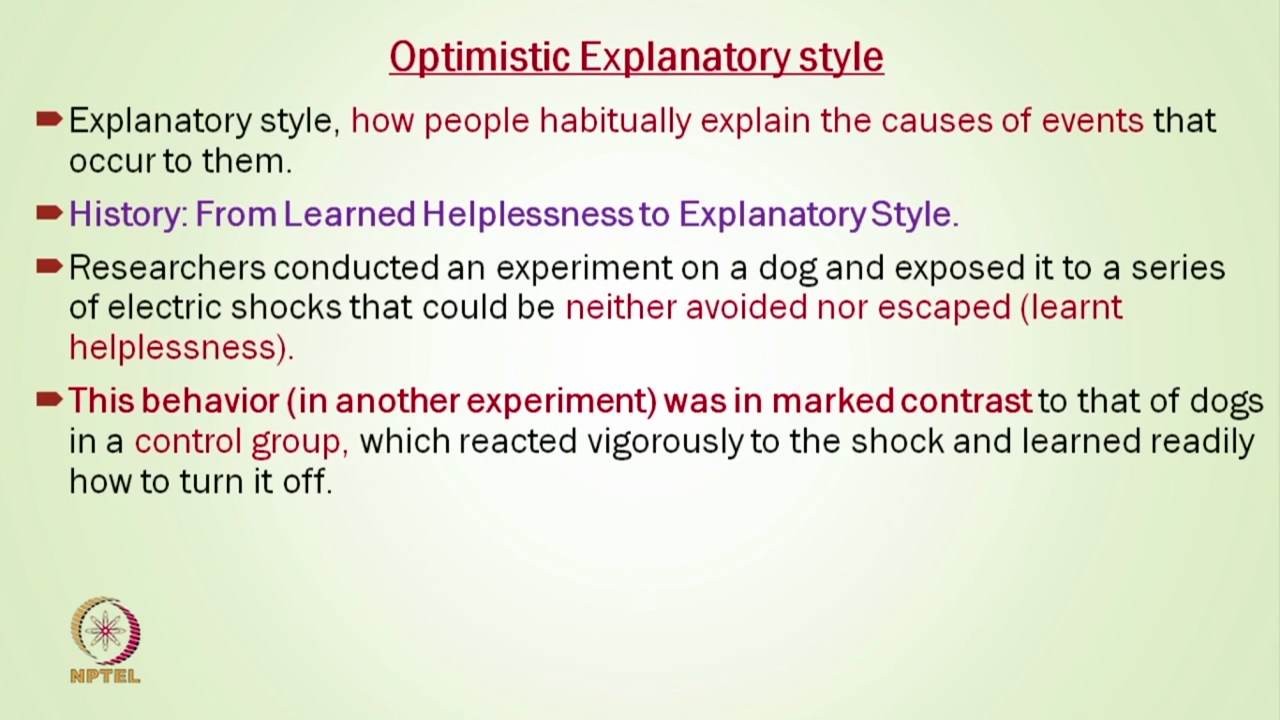 Optimistic Explanatory style
Explanatory style, how people habitually explain the causes of events that
occur to them.
History: From Learned Helplessness to Explanatory Style.
Researchers conducted an experiment on a dog and exposed it to a series
of electric shocks that could be neither avoided nor escaped (learnt
helplessness).
This behavior (in another experiment) was in marked contrast to that of dogs
in a control group, which reacted vigorously to the shock and learned readily
how to turn it off.
NPTEL